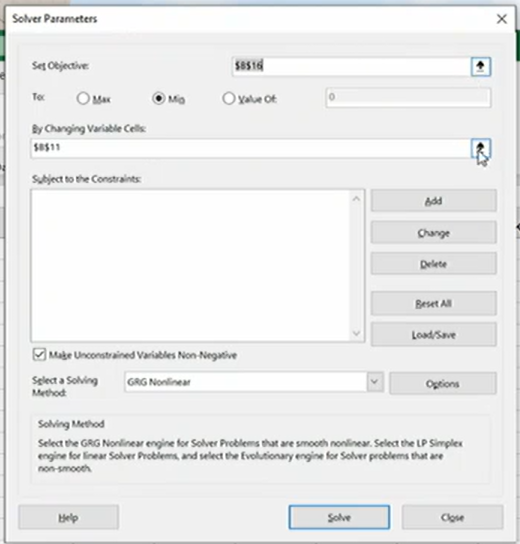 Solver Parameters
Set Objective: $B$16
To: Max Min Value Of: 0
By Changing Variable Cells:
$B$11
Subject to the Constraints:
Add
Change
Delete
Reset All
Load/Save
Make Unconstrained Variables Non-Negative
Select a Solving
Method:
GRG Nonlinear
Options
Solving Method
Select the GRG Nonlinear engine for Solver Problems that are smooth nonlinear. Select the LP Simplex
engine for linear Solver Problems, and select the Evolutionary engine for Solver problems that are
non-smooth.
Help Solve Close